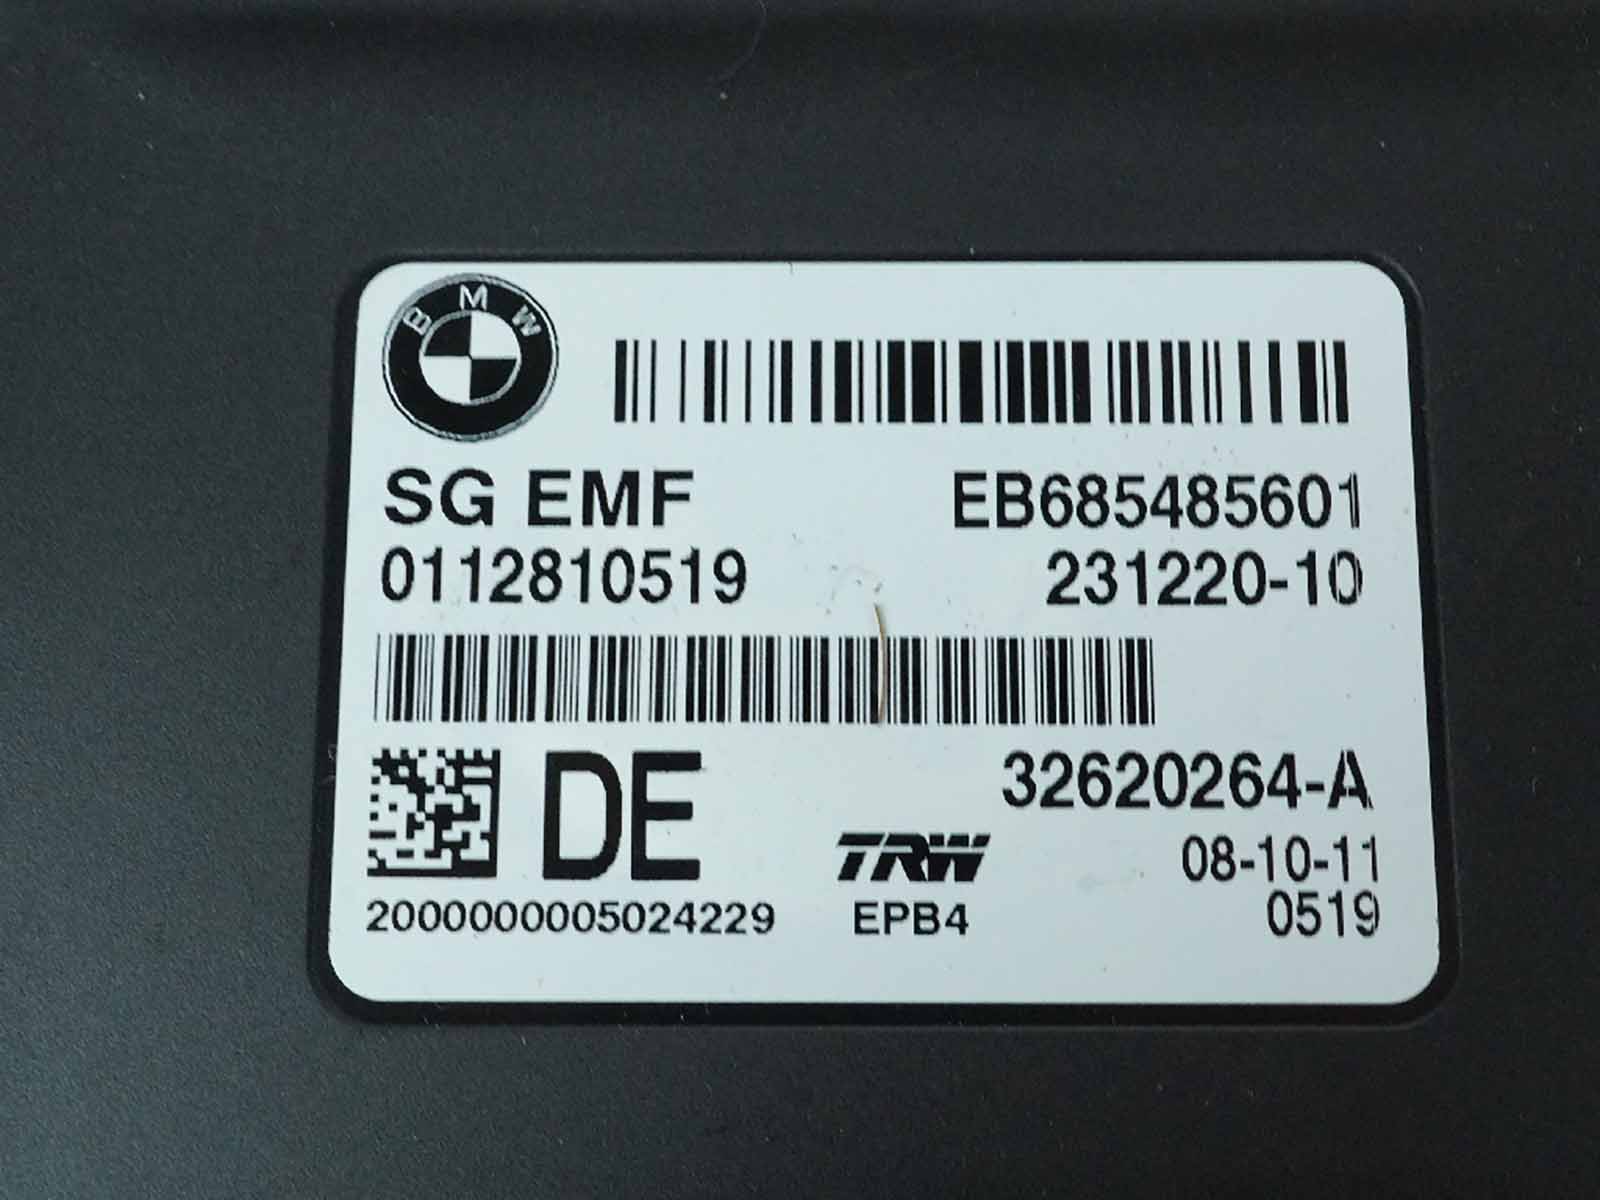 BMW
SG EMF EB685485601
0112810519 231220-10
DE 32620264-A
TRW 08-10-11
2000000005024229 EPB4 0519